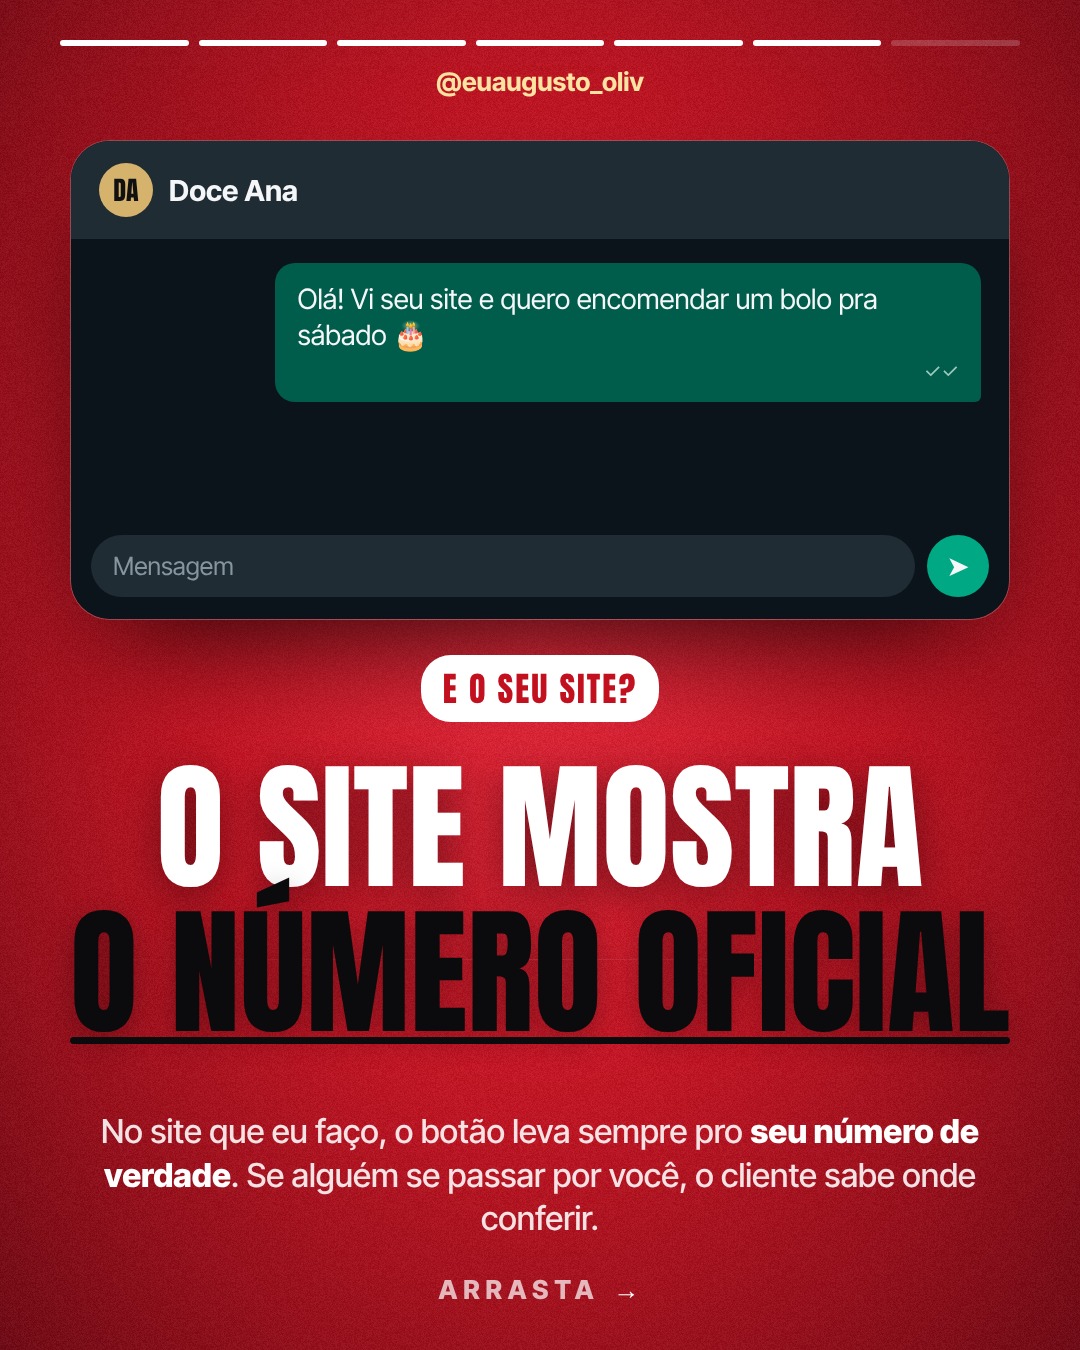 @euaugusto_oliv
DA
Doce Ana
Olá! Vi seu site e quero encomendar um bolo pra
sábado 🎂
✓✓
Mensagem
➤
E O SEU SITE?
O SITE MOSTRA
O NÚMERO OFICIAL
No site que eu faço, o botão leva sempre pro seu número de
verdade. Se alguém se passar por você, o cliente sabe onde
conferir.
ARRASTA →